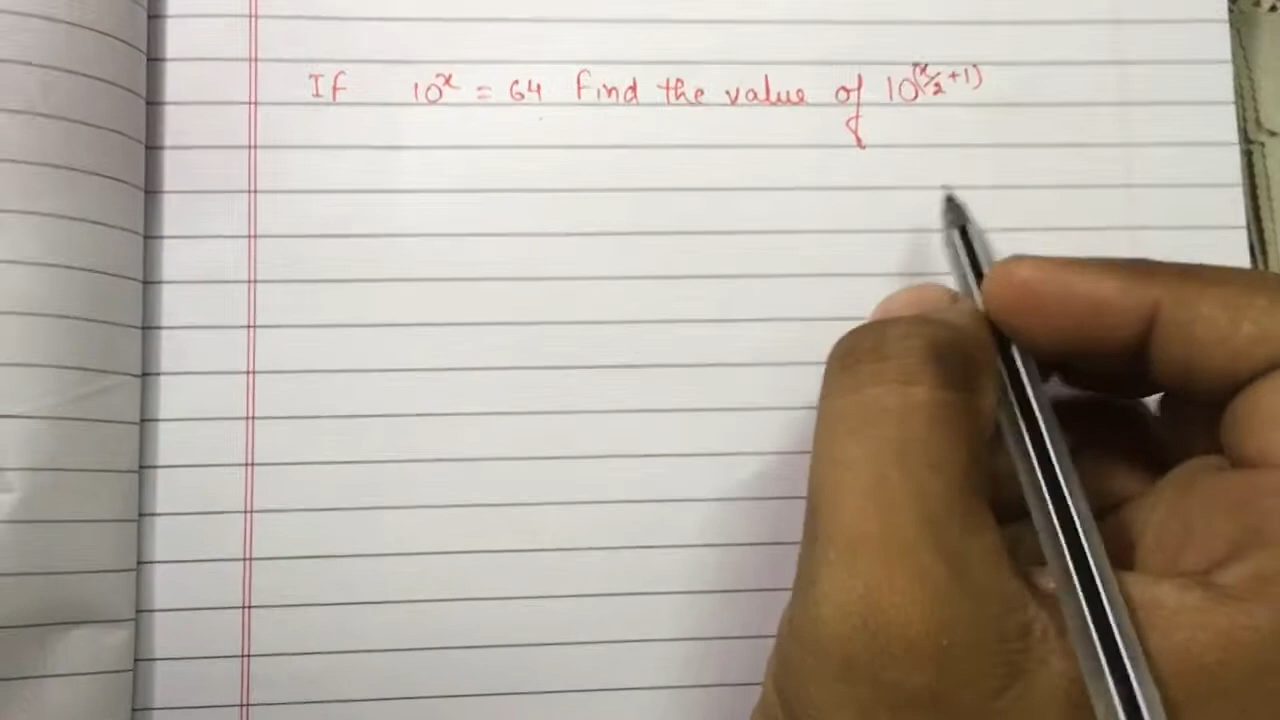 If 10^x = 64 find the value of 10^(x/2 + 1)